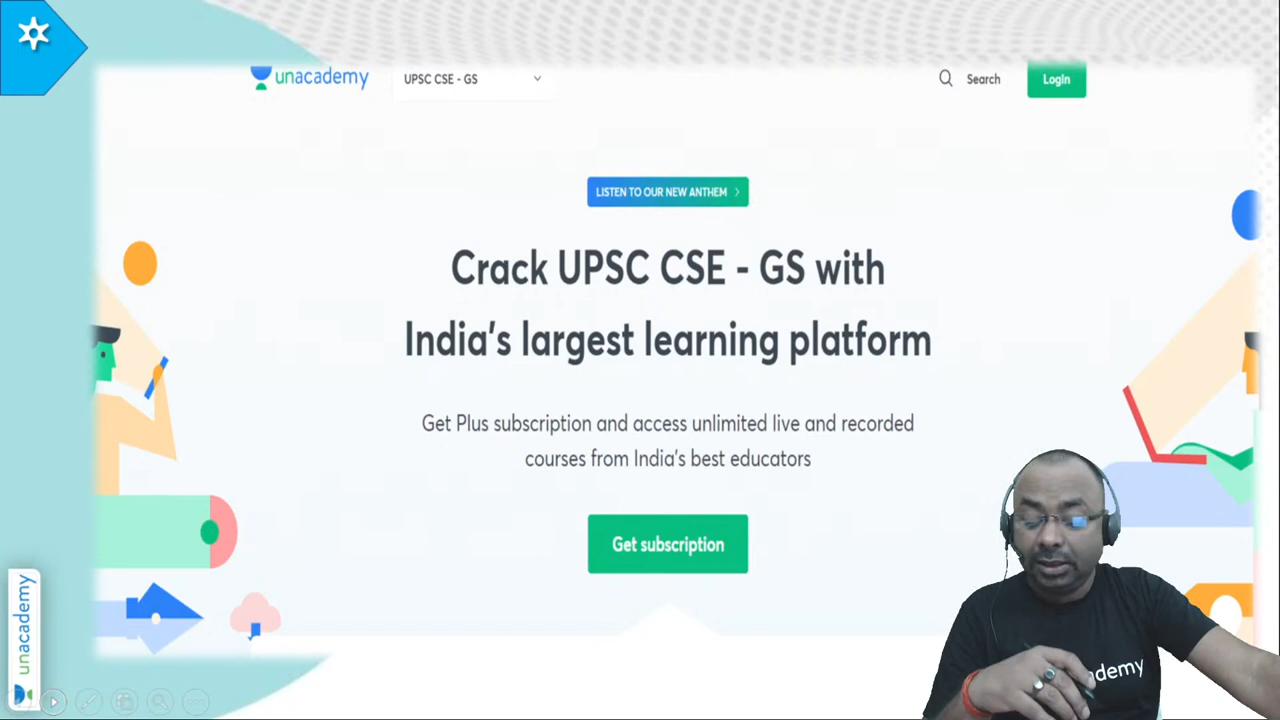 unacademy
UPSC CSE - GS
Search
Login
LISTEN TO OUR NEW ANTHEM
Crack UPSC CSE - GS with
India's largest learning platform
Get Plus subscription and access unlimited live and recorded
courses from India's best educators
Get subscription
unacademy
ademy